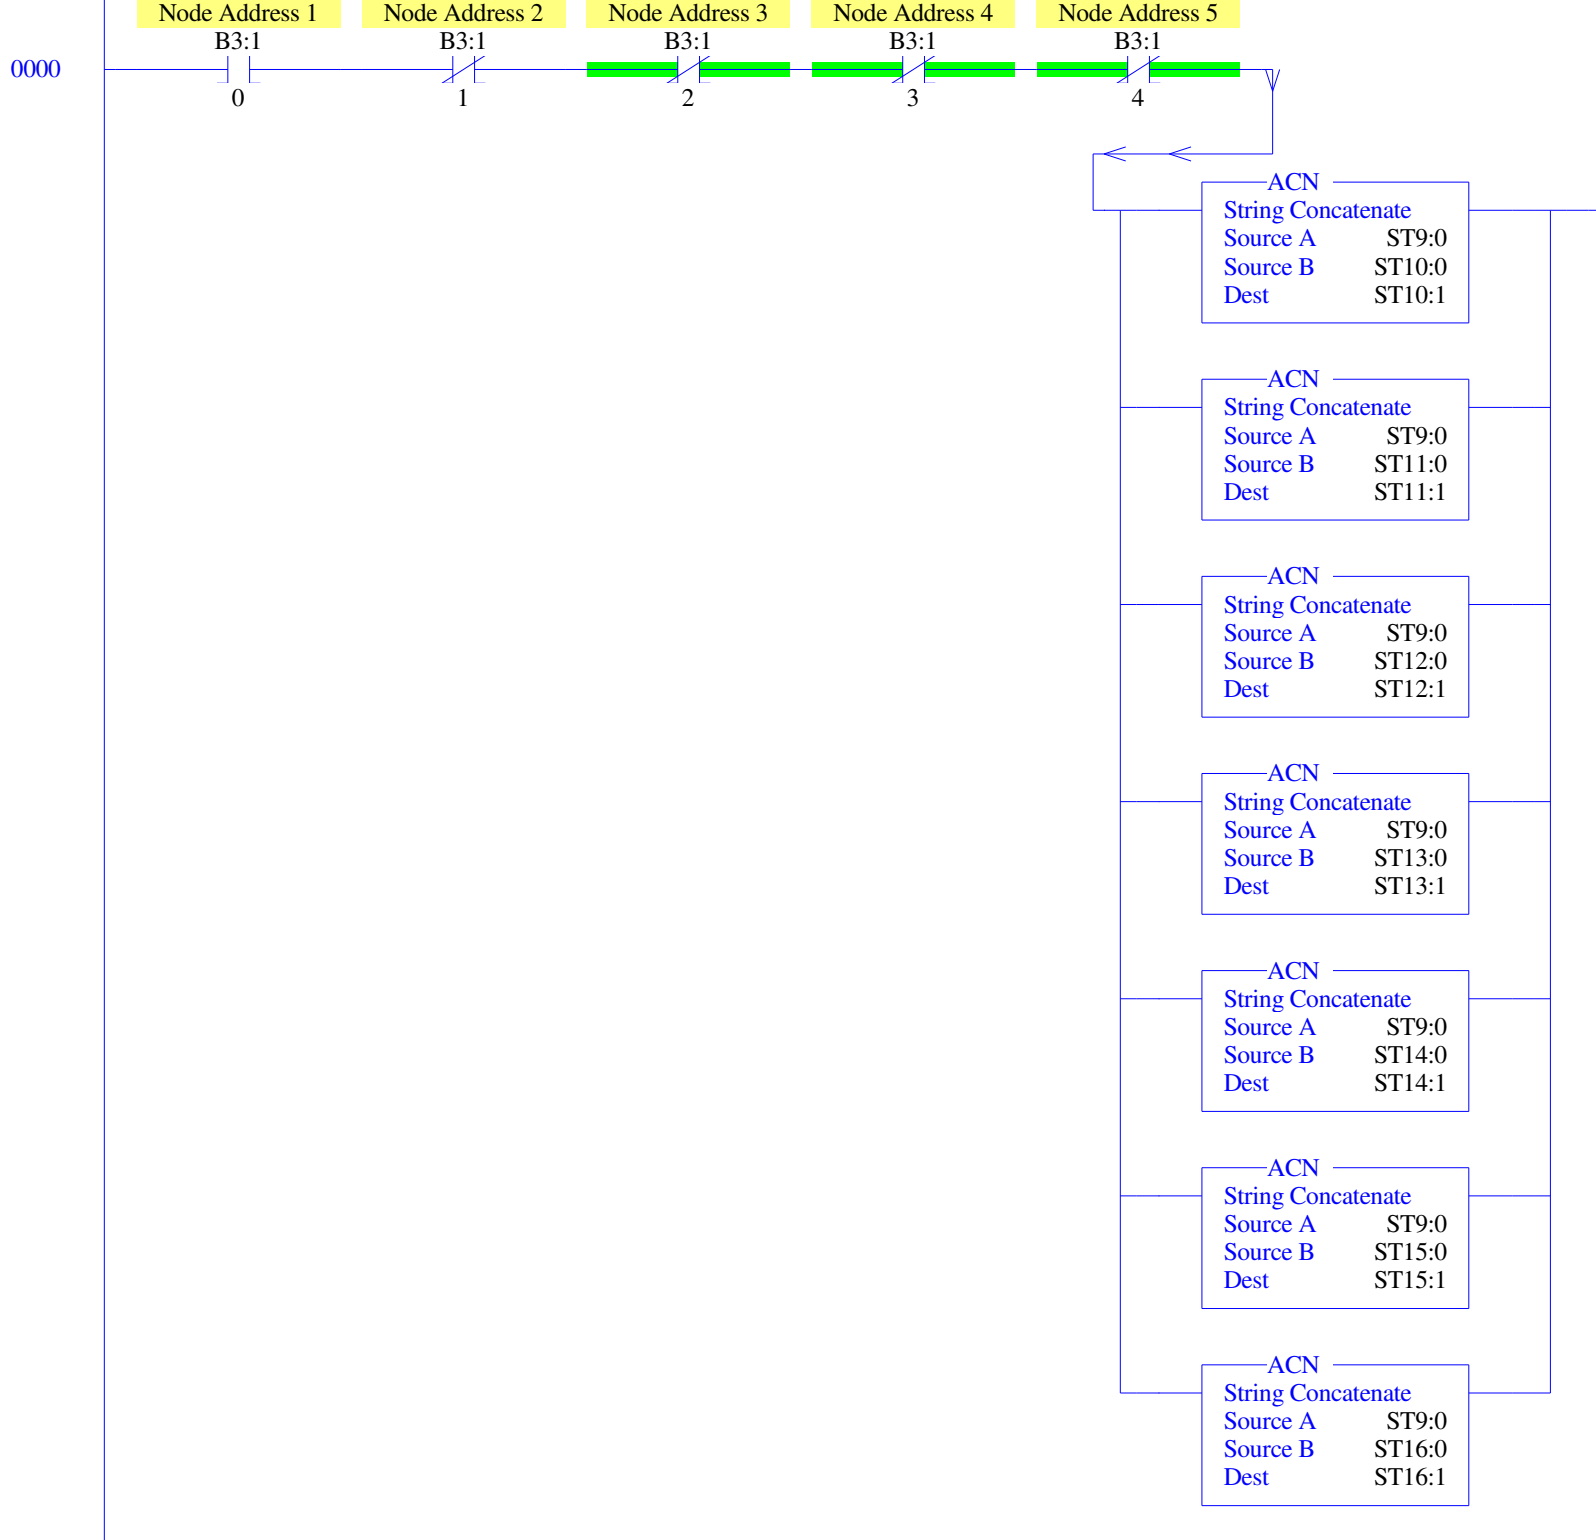 Node Address 1 Node Address 2 Node Address 3 Node Address 4 Node Address 5
B3:1 B3:1 B3:1 B3:1 B3:1
0000
0 1 2 3 4
ACN
String Concatenate
Source A ST9:0
Source B ST10:0
Dest ST10:1
ACN
String Concatenate
Source A ST9:0
Source B ST11:0
Dest ST11:1
ACN
String Concatenate
Source A ST9:0
Source B ST12:0
Dest ST12:1
ACN
String Concatenate
Source A ST9:0
Source B ST13:0
Dest ST13:1
ACN
String Concatenate
Source A ST9:0
Source B ST14:0
Dest ST14:1
ACN
String Concatenate
Source A ST9:0
Source B ST15:0
Dest ST15:1
ACN
String Concatenate
Source A ST9:0
Source B ST16:0
Dest ST16:1